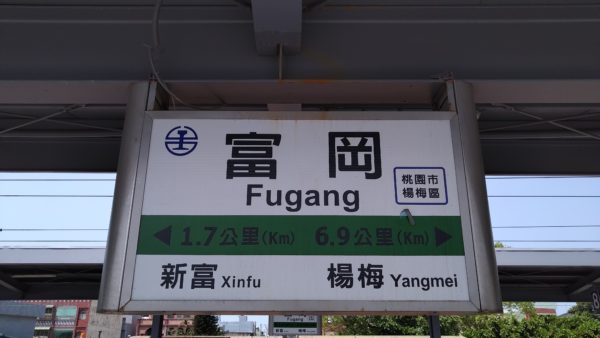 富岡
Fugang
桃園市
楊梅區
1.7公里(Km) 6.9公里(Km)
新富 Xinfu 楊梅 Yangmei
Fugang